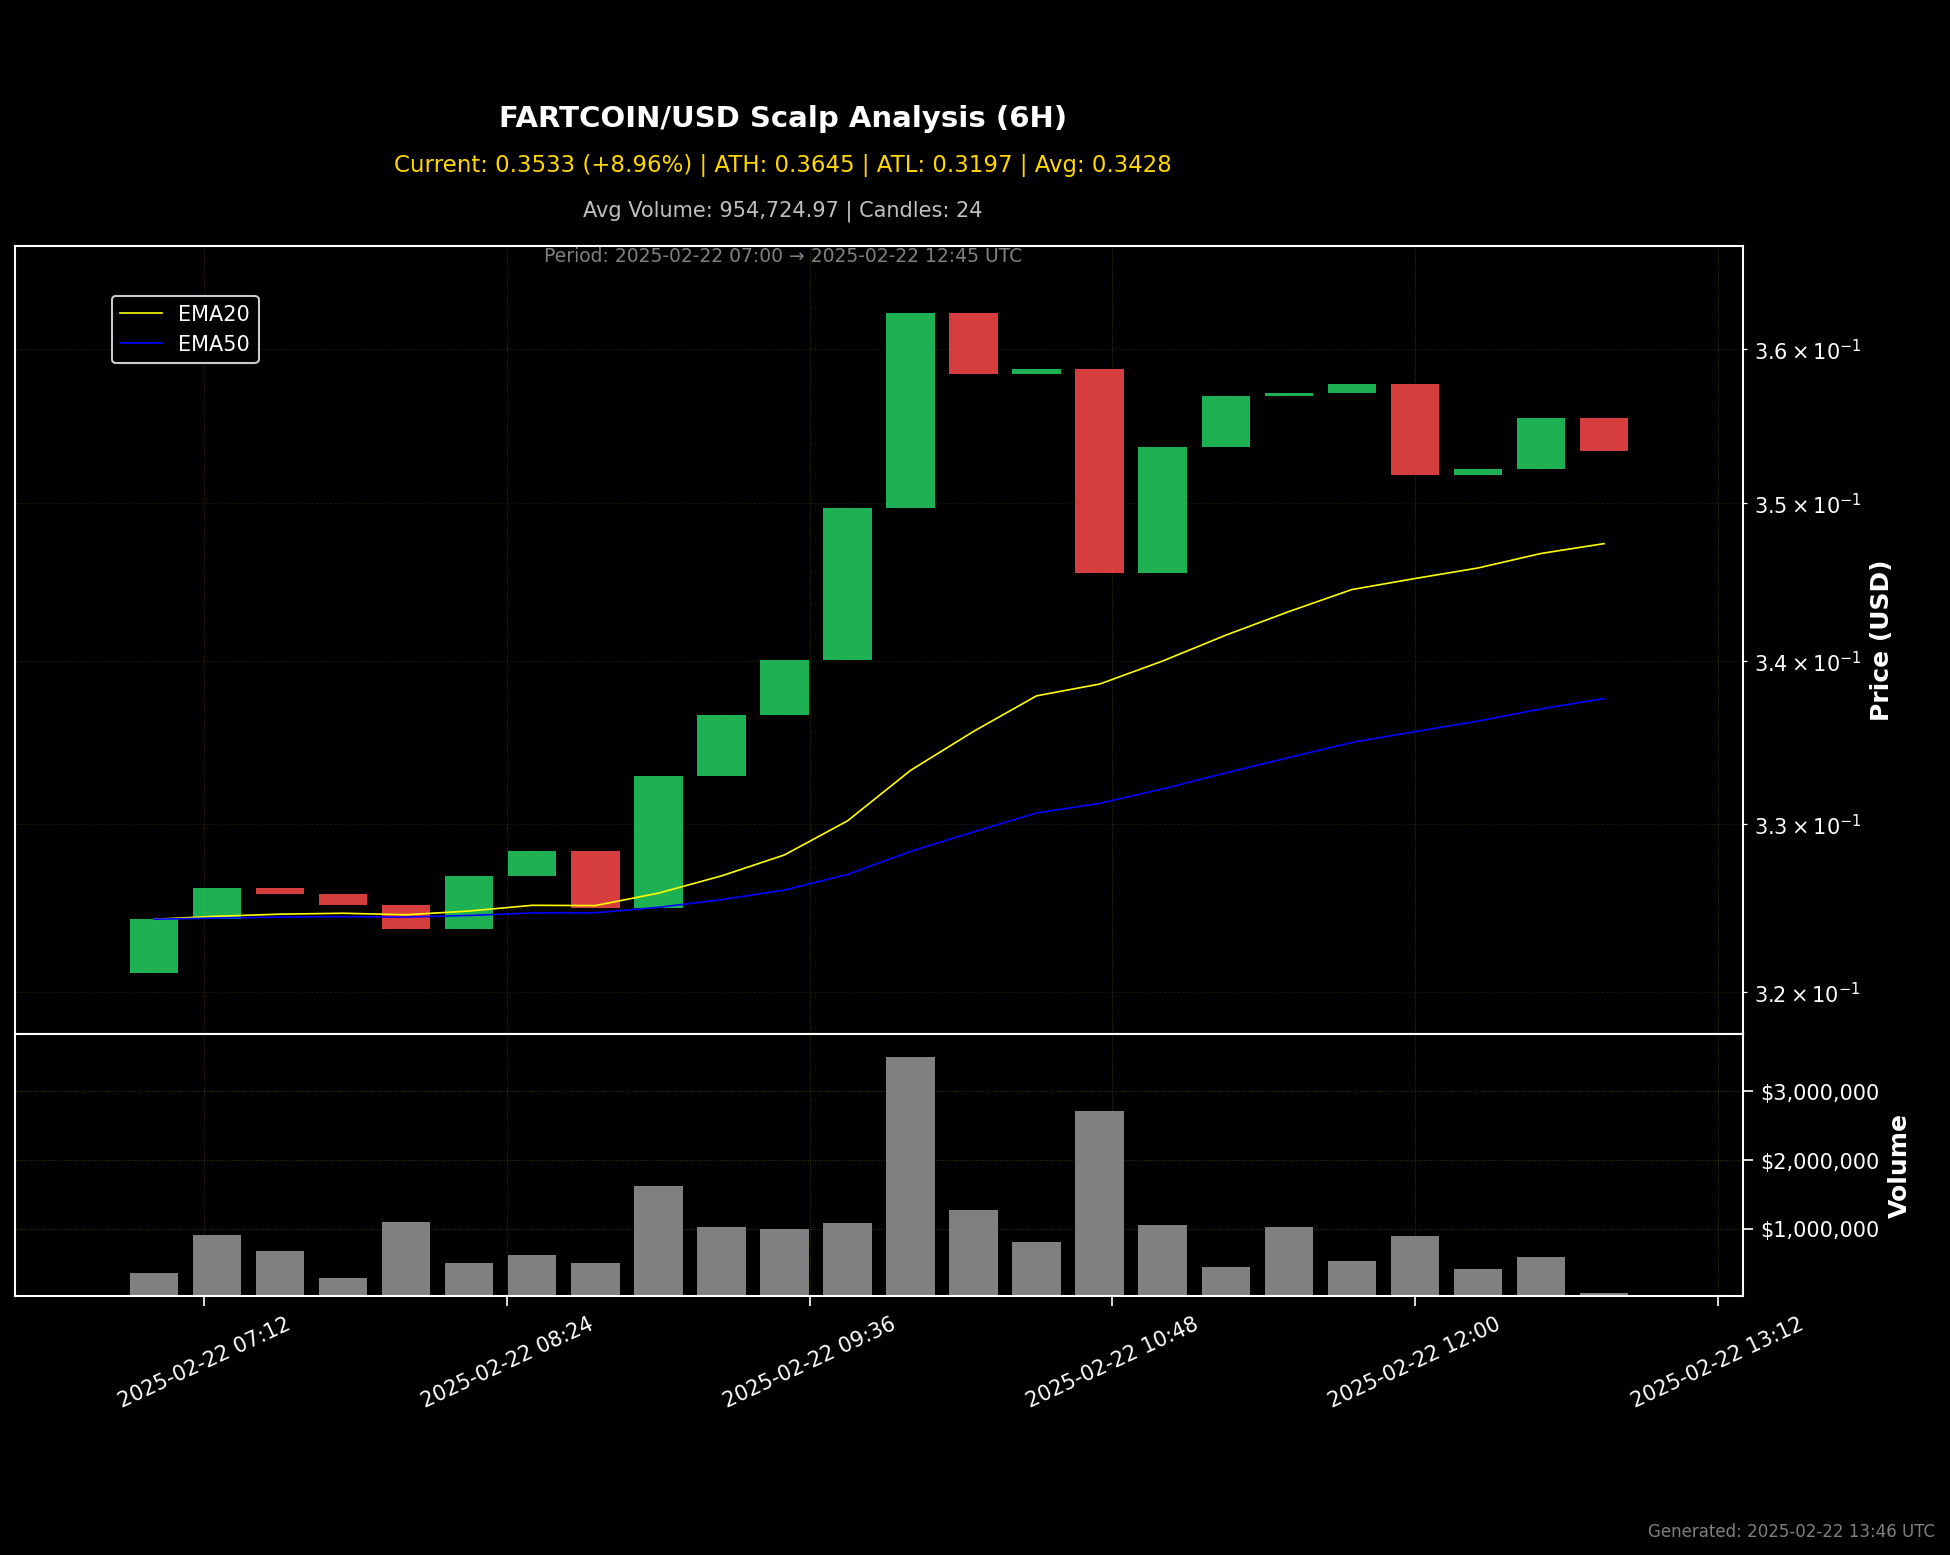 FARTCOIN/USD Scalp Analysis (6H)
Current: 0.3533 (+8.96%) | ATH: 0.3645 | ATL: 0.3197 | Avg: 0.3428
Avg Volume: 954,724.97 | Candles: 24
Period: 2025-02-22 07:00 → 2025-02-22 12:45 UTC
EMA20
EMA50
3.6 × 10⁻¹
3.5 × 10⁻¹
3.4 × 10⁻¹
3.3 × 10⁻¹
3.2 × 10⁻¹
Price (USD)
$3,000,000
$2,000,000
$1,000,000
Volume
2025-02-22 07:12
2025-02-22 08:24
2025-02-22 09:36
2025-02-22 10:48
2025-02-22 12:00
2025-02-22 13:12
Generated: 2025-02-22 13:46 UTC